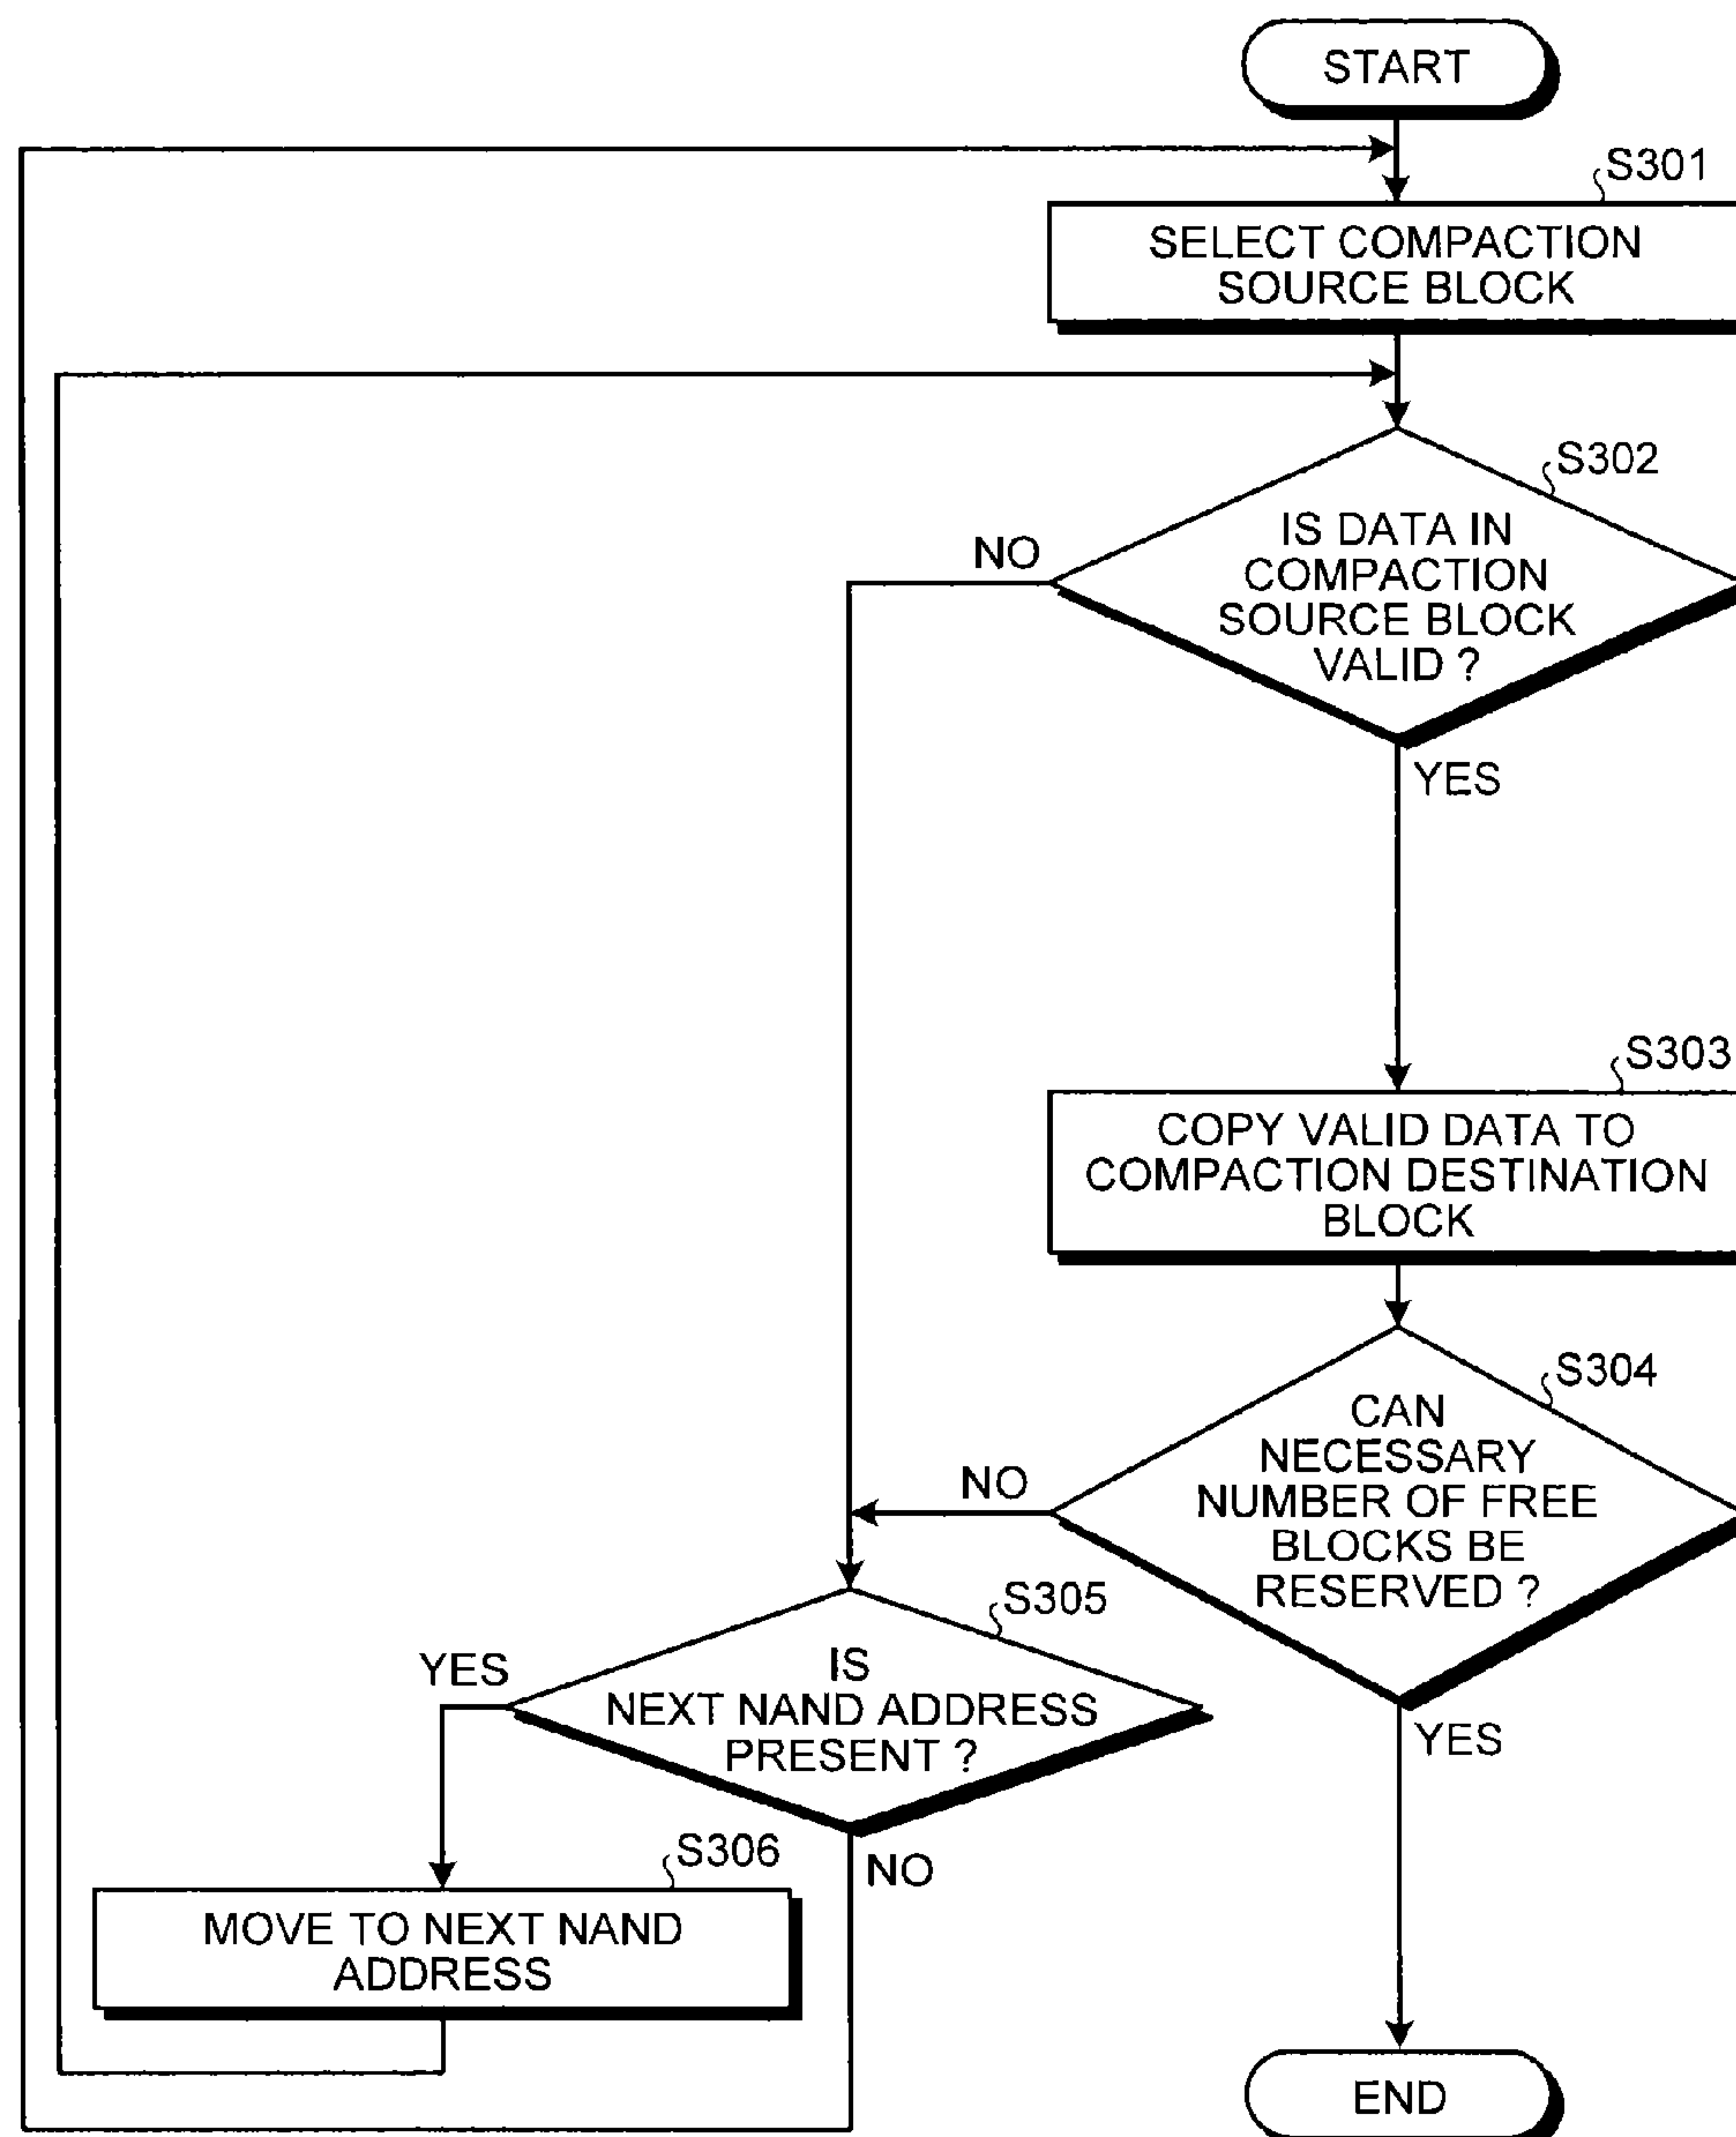 START
S301
SELECT COMPACTION
SOURCE BLOCK
S302
IS DATA IN
COMPACTION
SOURCE BLOCK
VALID ?
NO
YES
S303
COPY VALID DATA TO
COMPACTION DESTINATION
BLOCK
S304
CAN
NECESSARY
NUMBER OF FREE
BLOCKS BE
RESERVED ?
NO
YES
S305
IS
NEXT NAND ADDRESS
PRESENT ?
YES
NO
S306
MOVE TO NEXT NAND
ADDRESS
END